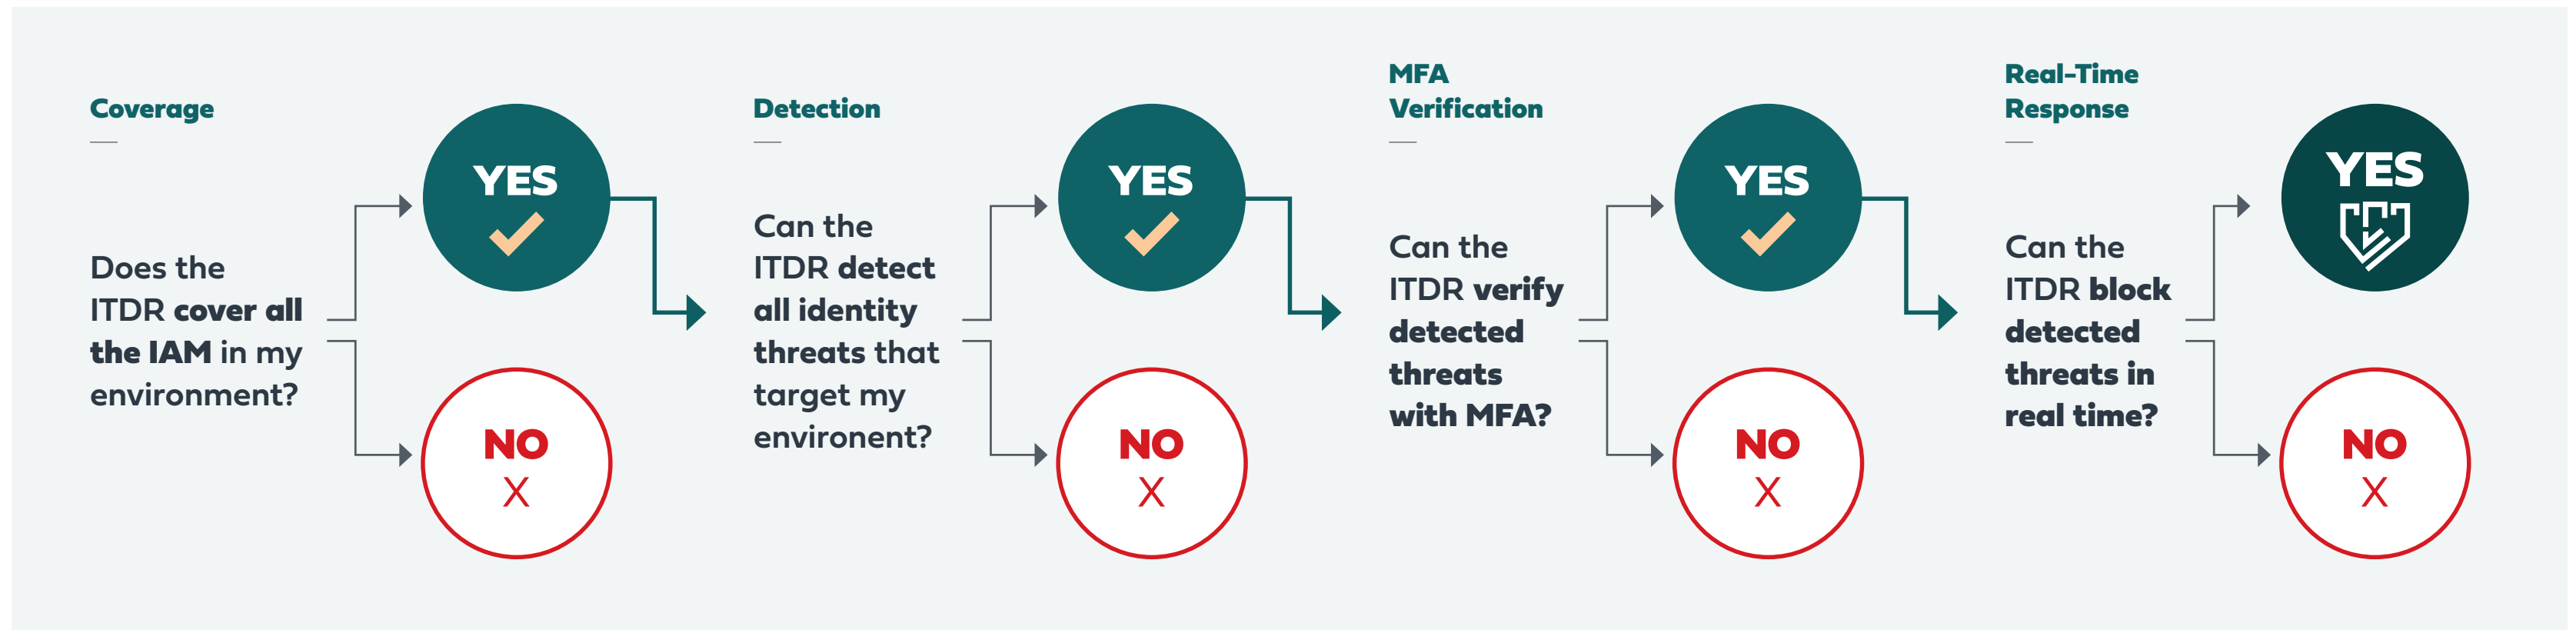 Coverage
Does the
ITDR cover all
the IAM in my
environment?
YES
NO
X
Detection
Can the
ITDR detect
all identity
threats that
target my
environent?
YES
NO
X
MFA
Verification
Can the
ITDR verify
detected
threats
with MFA?
YES
NO
X
Real-Time
Response
Can the
ITDR block
detected
threats in
real time?
YES
NO
X